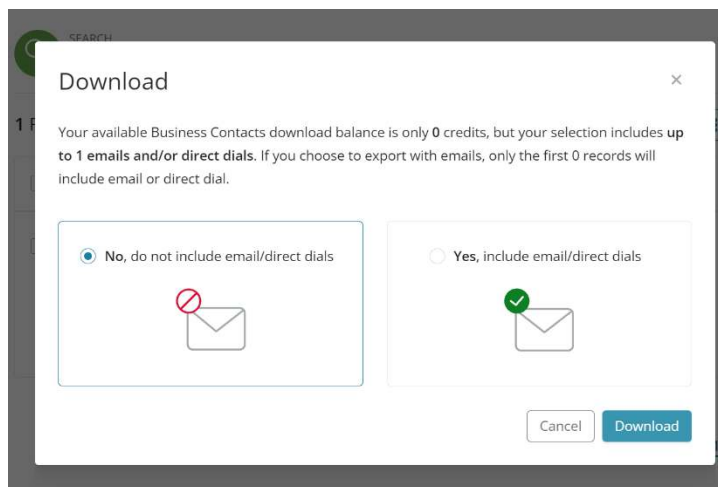 SEARCH
Download
×
1
Your available Business Contacts download balance is only 0 credits, but your selection includes up
to 1 emails and/or direct dials. If you choose to export with emails, only the first 0 records will
include email or direct dial.
No, do not include email/direct dials
Yes, include email/direct dials
Cancel
Download